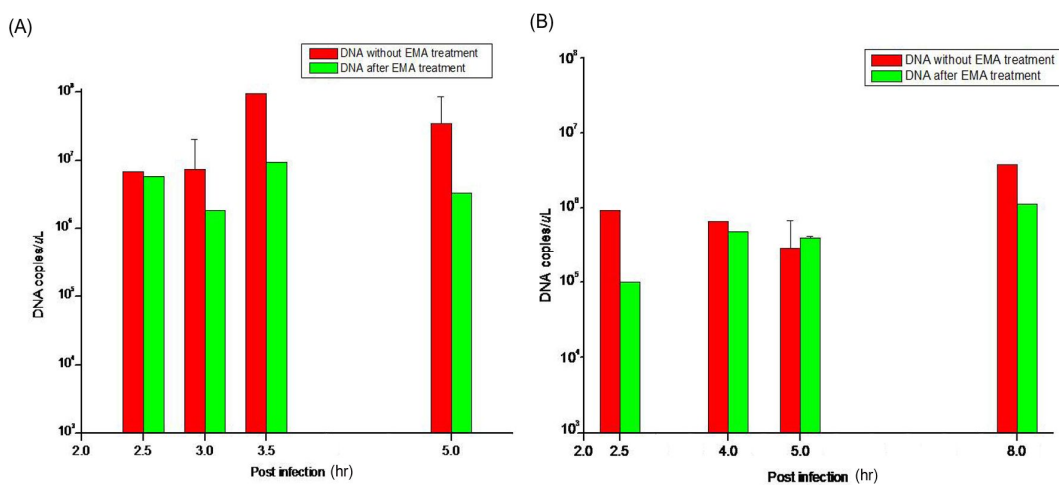 (A)
DNA without EMA treatment
DNA after EMA treatment
10⁸
10⁷
10⁶
10⁵
10⁴
10³
DNA copies/uL
2.0 2.5 3.0 3.5 5.0
Post infection (hr)
(B)
DNA without EMA treatment
DNA after EMA treatment
10⁸
10⁷
10⁶
10⁵
10⁴
10³
DNA copies/uL
2.0 2.5 4.0 5.0 8.0
Post infection (hr)